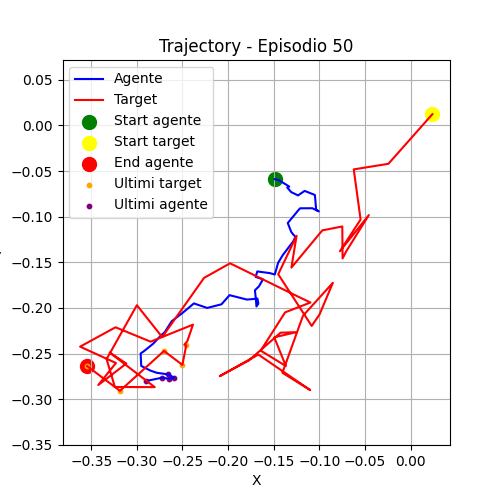 Trajectory - Episodio 50
Agente
Target
Start agente
Start target
End agente
Ultimi target
Ultimi agente
0.05
0.00
−0.05
−0.10
−0.15
−0.20
−0.25
−0.30
−0.35
−0.35 −0.30 −0.25 −0.20 −0.15 −0.10 −0.05 0.00
X